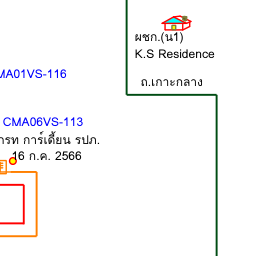 ผชก.(น1)
K.S Residence
MA01VS-116
ถ.เกาะกลาง
CMA06VS-113
การ์เดี้ยน รปภ.
16 ก.ค. 2566